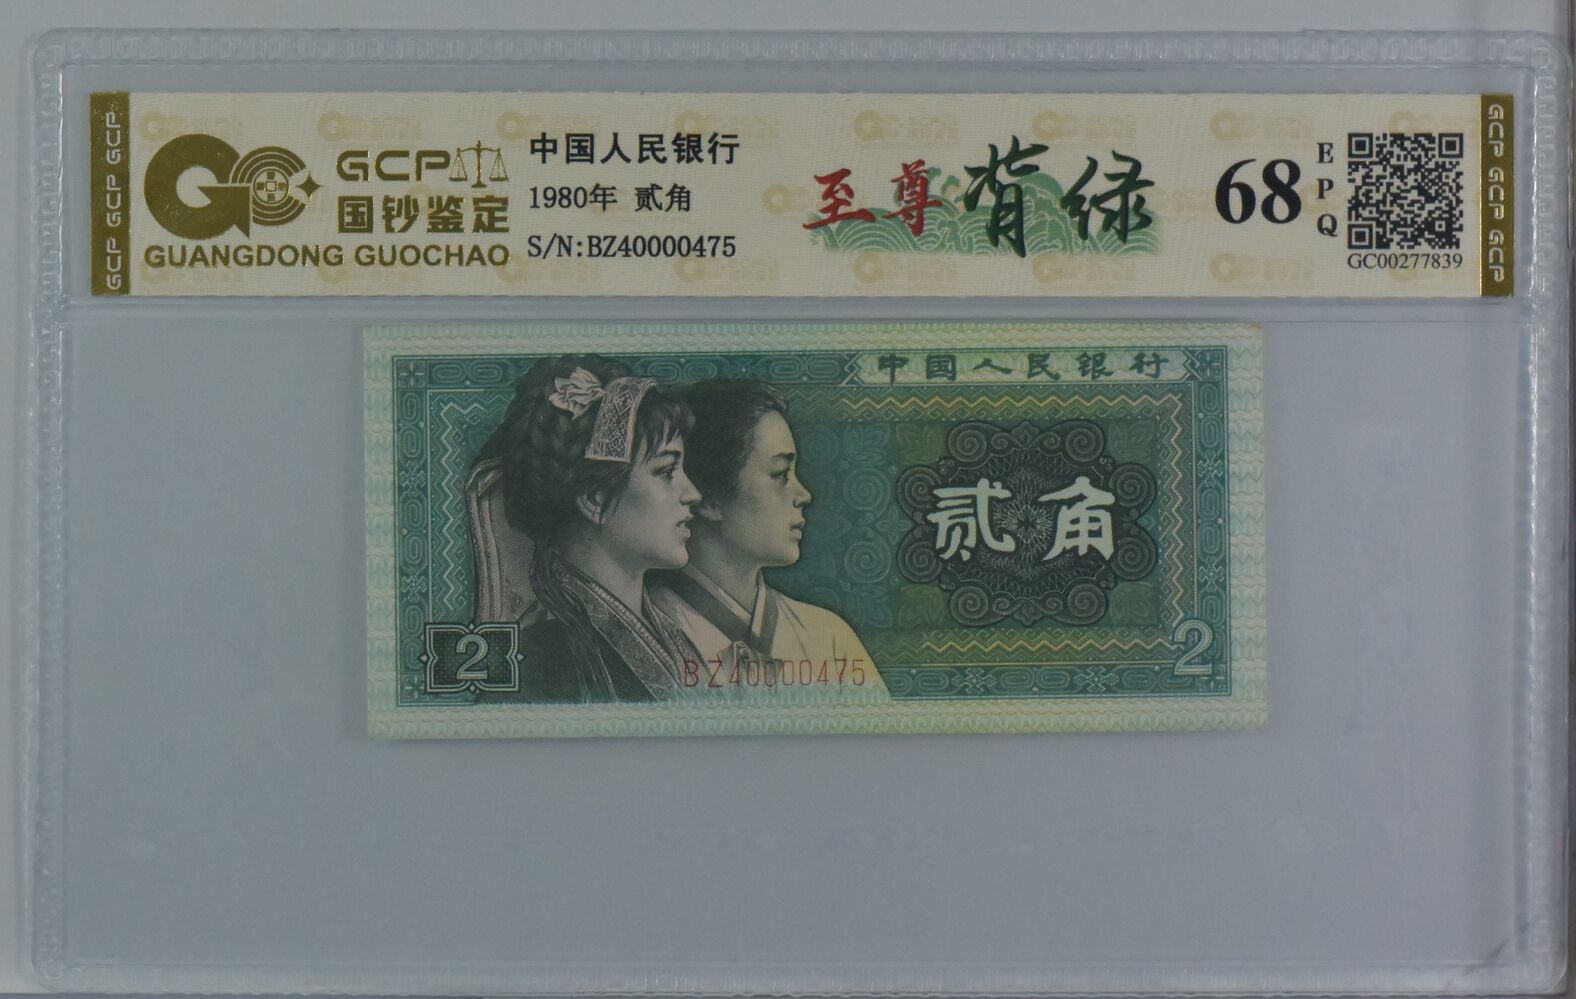 GCP GCP GCP
GCP
国钞鉴定
GUANGDONG GUOCHAO
中国人民银行
1980年 贰角
S/N:BZ40000475
至尊背绿
68
EPQ
GC00277839
GCP GCP GCP
中国人民银行
贰角
2
BZ40000475
2